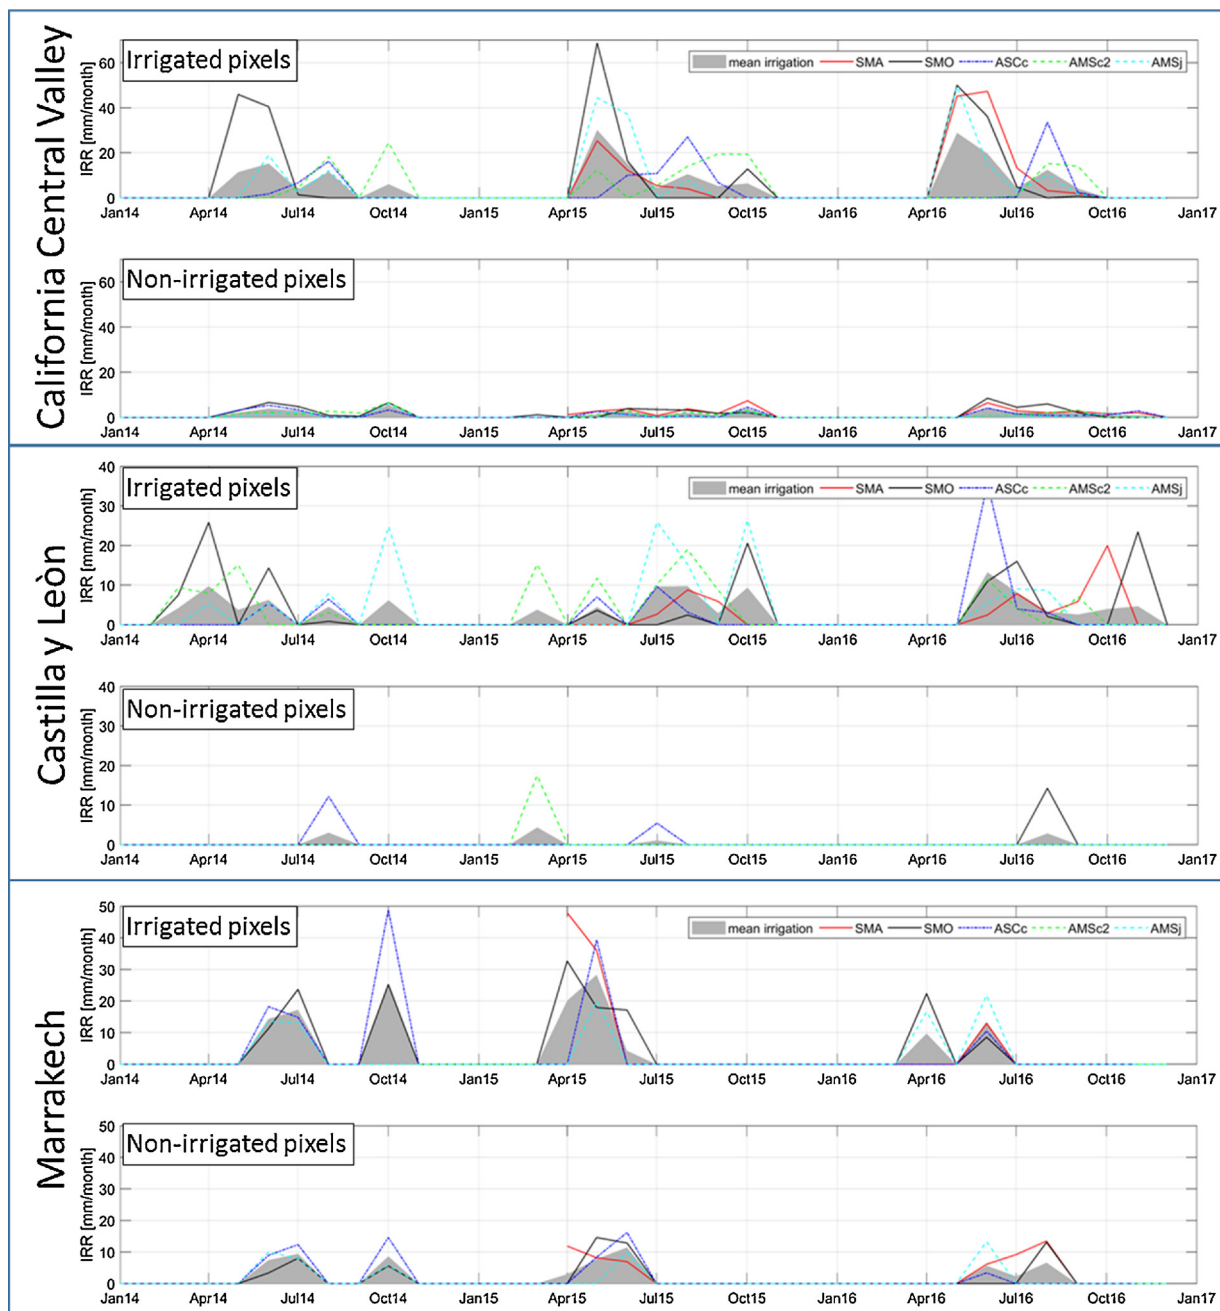 California Central Valley
Irrigated pixels
mean irrigation SMA SMO ASCc AMSc2 AMSj
IRR [mm/month]
60
40
20
0
Jan14 Apr14 Jul14 Oct14 Jan15 Apr15 Jul15 Oct15 Jan16 Apr16 Jul16 Oct16 Jan17
Non-irrigated pixels
IRR [mm/month]
60
40
20
0
Jan14 Apr14 Jul14 Oct14 Jan15 Apr15 Jul15 Oct15 Jan16 Apr16 Jul16 Oct16 Jan17
Castilla y Leòn
Irrigated pixels
mean irrigation SMA SMO ASCc AMSc2 AMSj
IRR [mm/month]
40
30
20
10
0
Jan14 Apr14 Jul14 Oct14 Jan15 Apr15 Jul15 Oct15 Jan16 Apr16 Jul16 Oct16 Jan17
Non-irrigated pixels
IRR [mm/month]
40
30
20
10
0
Jan14 Apr14 Jul14 Oct14 Jan15 Apr15 Jul15 Oct15 Jan16 Apr16 Jul16 Oct16 Jan17
Marrakech
Irrigated pixels
mean irrigation SMA SMO ASCc AMSc2 AMSj
IRR [mm/month]
50
40
30
20
10
0
Jan14 Apr14 Jul14 Oct14 Jan15 Apr15 Jul15 Oct15 Jan16 Apr16 Jul16 Oct16 Jan17
Non-irrigated pixels
IRR [mm/month]
50
40
30
20
10
0
Jan14 Apr14 Jul14 Oct14 Jan15 Apr15 Jul15 Oct15 Jan16 Apr16 Jul16 Oct16 Jan17